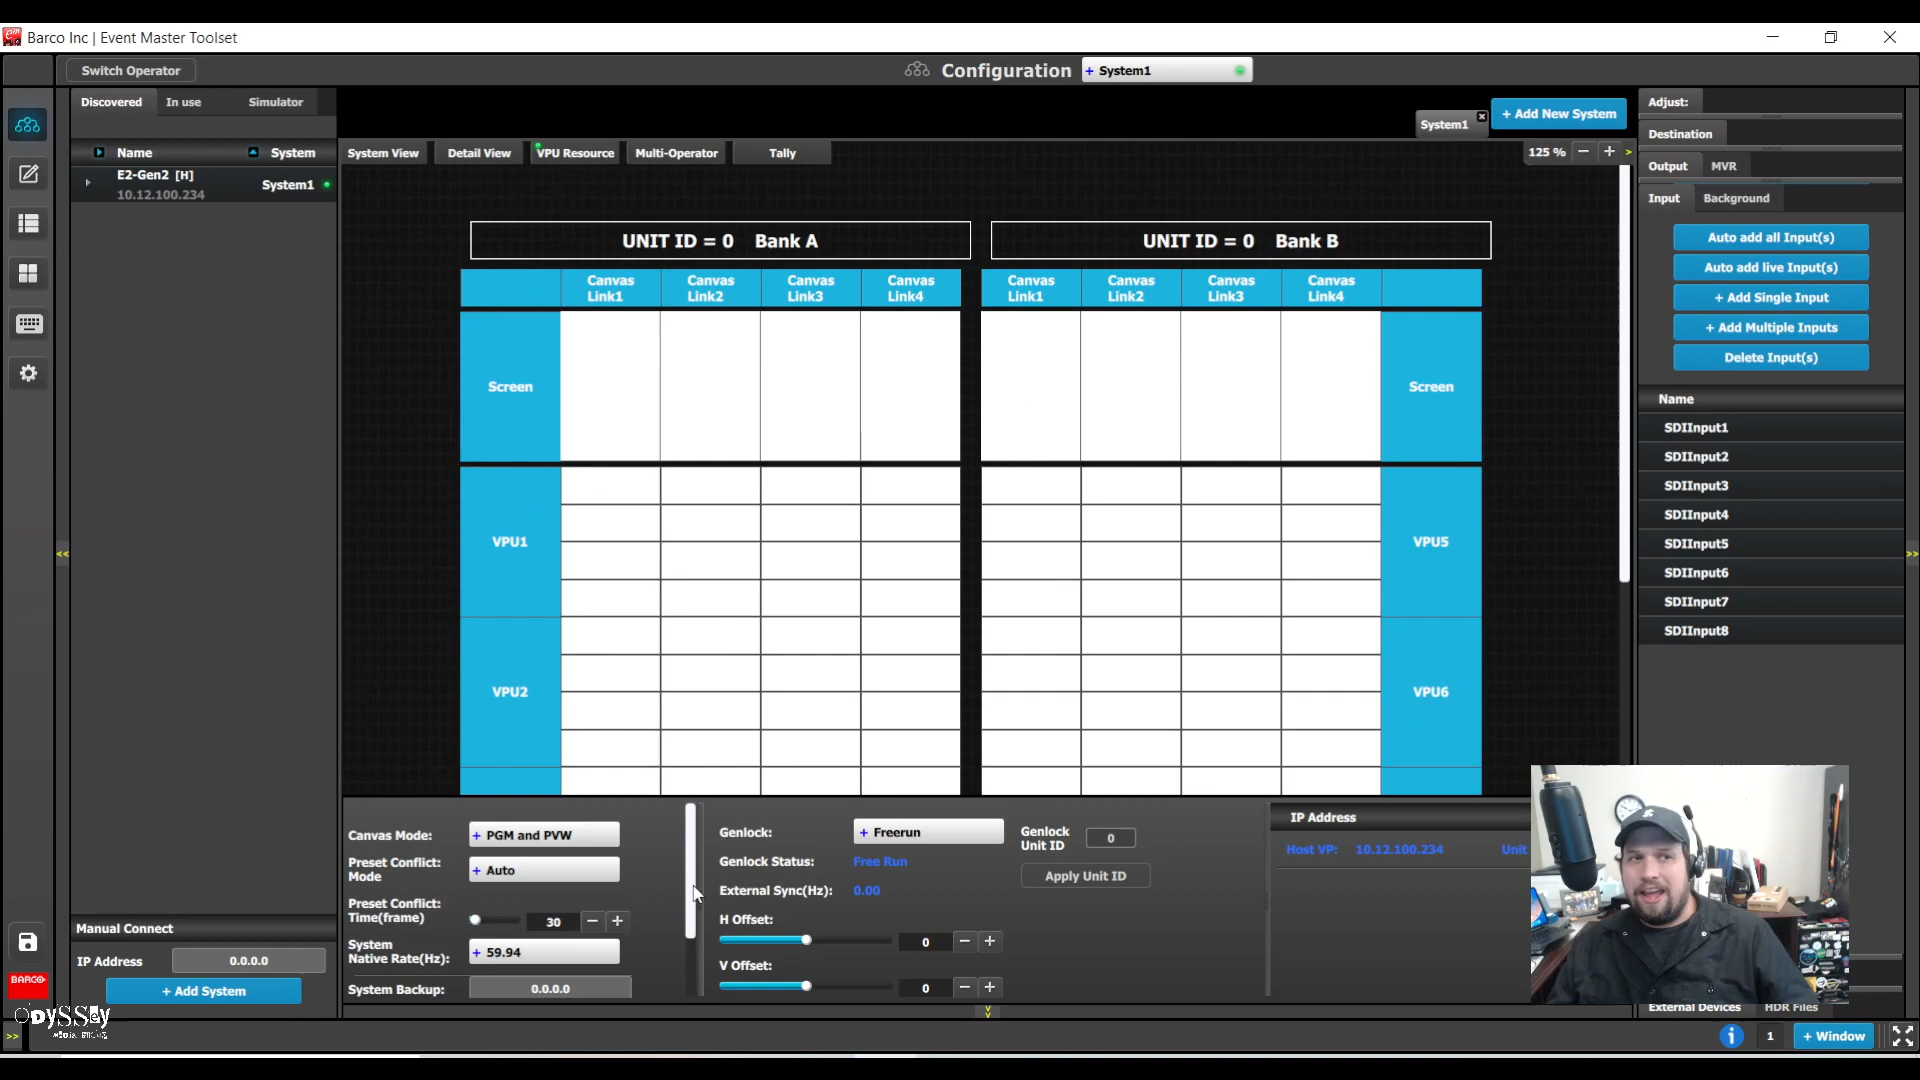 Barco Inc | Event Master Toolset
Switch Operator
Configuration
+ System1
Discovered
In use
Simulator
System1
+ Add New System
Adjust:
Destination
Name
System
System View
Detail View
VPU Resource
Multi-Operator
Tally
125 %
Output
MVR
E2-Gen2 [H]
10.12.100.234
System1
Input
Background
UNIT ID = 0 Bank A
UNIT ID = 0 Bank B
Auto add all Input(s)
Auto add live Input(s)
+ Add Single Input
+ Add Multiple Inputs
Delete Input(s)
Canvas Link1
Canvas Link2
Canvas Link3
Canvas Link4
Canvas Link1
Canvas Link2
Canvas Link3
Canvas Link4
Screen
Screen
Name
SDIInput1
SDIInput2
SDIInput3
SDIInput4
SDIInput5
SDIInput6
SDIInput7
SDIInput8
VPU1
VPU5
VPU2
VPU6
<<
>>
Canvas Mode:
+ PGM and PVW
Preset Conflict:
Mode
+ Auto
Preset Conflict:
Time(frame)
30
System
Native Rate(Hz):
+ 59.94
System Backup:
0.0.0.0
Genlock:
+ Freerun
Genlock
Unit ID
0
Genlock Status:
Free Run
Apply Unit ID
External Sync(Hz):
0.00
H Offset:
0
V Offset:
0
IP Address
Host VP: 10.12.100.234
Unit
Manual Connect
IP Address
0.0.0.0
+ Add System
BARCO
Odyssey
MEDIA GROUP
External Devices
HDR Files
>>
1
+ Window